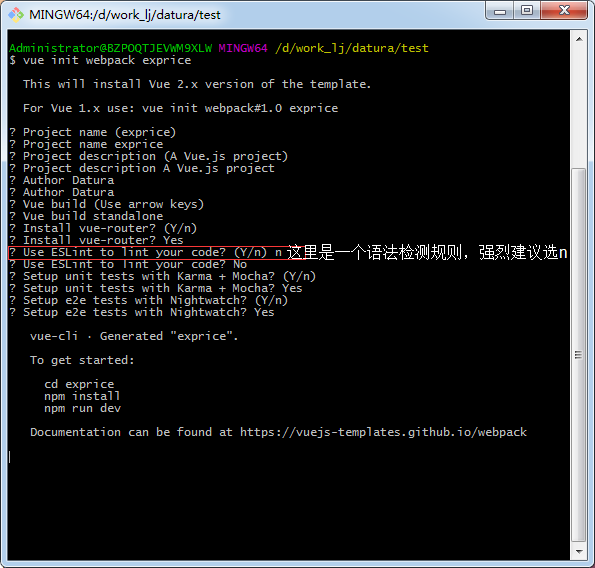 MINGW64:/d/work_lj/datura/test
Administrator@BZPOQTJEVWM9XLW MINGW64 /d/work_lj/datura/test
$ vue init webpack exprice
This will install Vue 2.x version of the template.
For Vue 1.x use: vue init webpack#1.0 exprice
? Project name (exprice)
? Project name exprice
? Project description (A Vue.js project)
? Project description A Vue.js project
? Author Datura
? Author Datura
? Vue build (Use arrow keys)
? Vue build standalone
? Install vue-router? (Y/n)
? Install vue-router? Yes
? Use ESLint to lint your code? (Y/n) n 这里是一个语法检测规则，强烈建议选n
? Use ESLint to lint your code? No
? Setup unit tests with Karma + Mocha? (Y/n)
? Setup unit tests with Karma + Mocha? Yes
? Setup e2e tests with Nightwatch? (Y/n)
? Setup e2e tests with Nightwatch? Yes
vue-cli · Generated "exprice".
To get started:
cd exprice
npm install
npm run dev
Documentation can be found at https://vuejs-templates.github.io/webpack